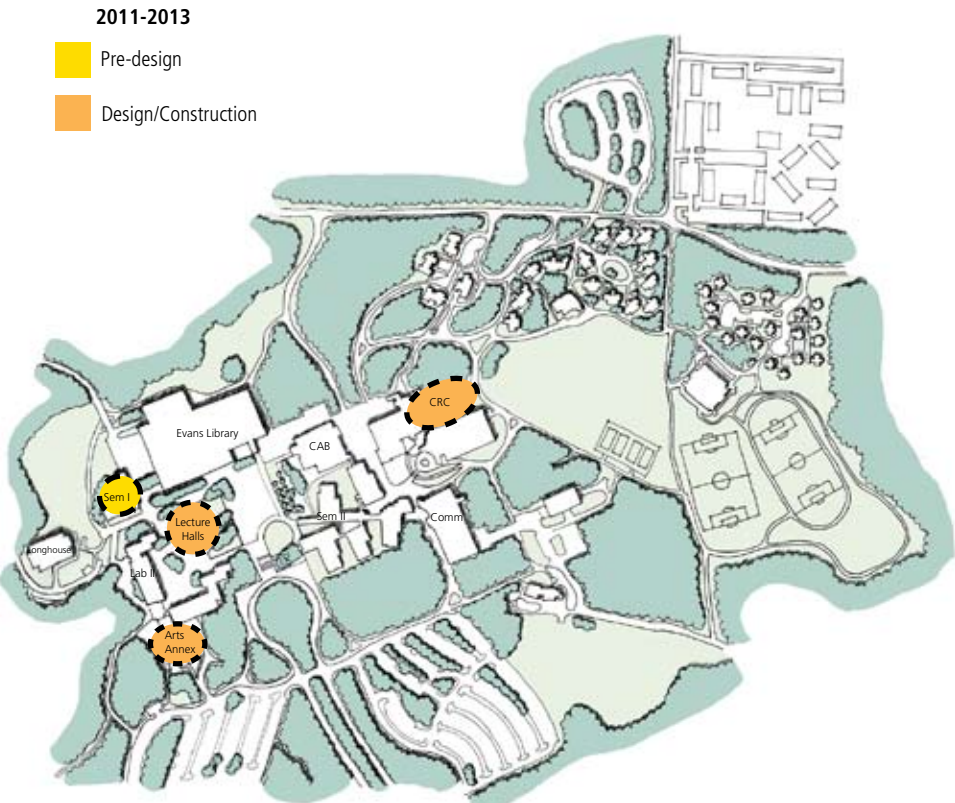 2011-2013
Pre-design
Design/Construction
CRC
Evans Library
CAB
Sem I
Sem II
Comm
Lecture
Halls
Longhouse
Lab II
Arts
Annex